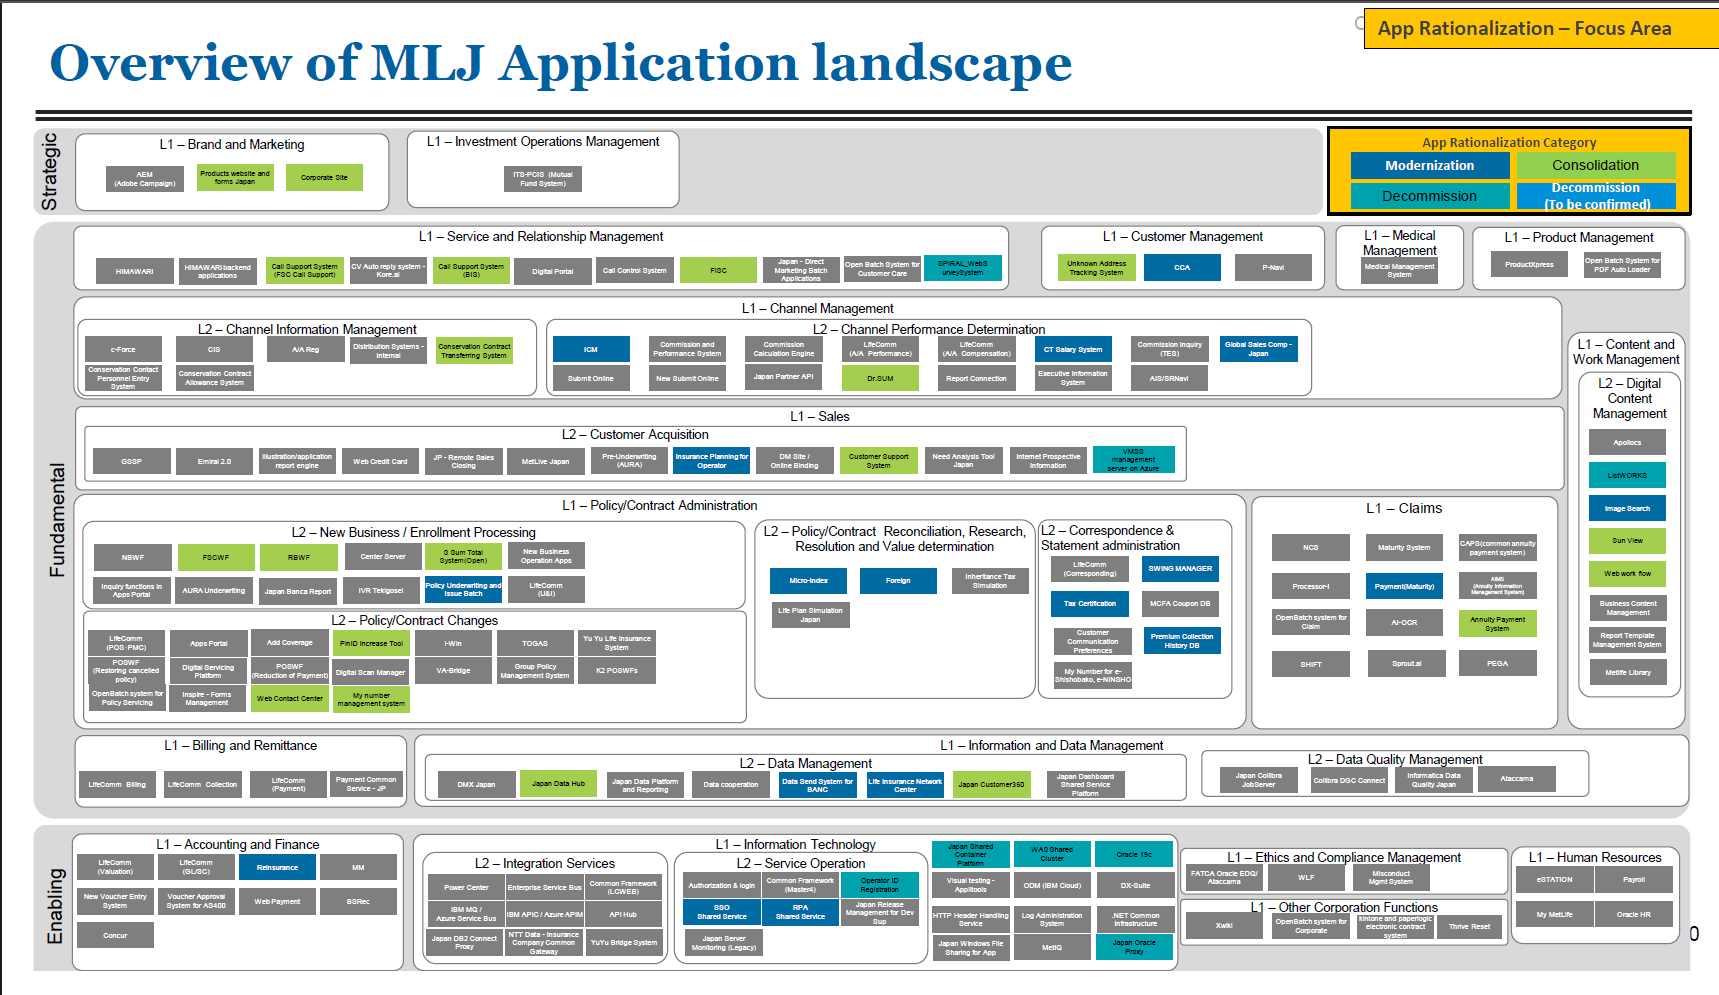 App Rationalization – Focus Area
Overview of MLJ Application landscape
Strategic
L1 – Brand and Marketing
AEM
(Adobe Campaign)
Products website and
forms Japan
Corporate Site
L1 – Investment Operations Management
ITS-PCIS (Mutual
Fund System)
App Rationalization Category
Modernization
Consolidation
Decommission
Decommission
(To be confirmed)
Fundamental
L1 – Service and Relationship Management
HIMAWARI
HIMAWARI backend
applications
Call Support System
(FSC Call Support)
CV Auto reply system -
Kore.ai
Call Support System
(BIS)
Digital Portal
Call Control System
FISC
Japan - Direct
Marketing Batch
Applications
Open Batch System for
Customer Care
SPIRAL_WebS
urveySystem
L1 – Customer Management
Unknown Address
Tracking System
CCA
P-Navi
L1 – Medical
Management
Medical Management
System
L1 – Product Management
ProductXpress
Open Batch System for
PDF Auto Loader
L1 – Channel Management
L2 – Channel Information Management
c-Force
CIS
A/A Reg
Distribution Systems -
Internal
Conservation Contract
Transferring System
Conservation Contact
Personnel Entry
System
Conservation Contract
Allowance System
L2 – Channel Performance Determination
ICM
Commission and
Performance System
Commission
Calculation Engine
LifeComm
(A/A Performance)
LifeComm
(A/A Compensation)
CT Salary System
Commission Inquiry
(TES)
Global Sales Comp -
Japan
Submit Online
New Submit Online
Japan Partner API
Dr.SUM
Report Connection
Executive Information
System
AIS/SRNavi
L1 – Content and
Work Management
L2 – Digital
Content
Management
Apollocs
ListWORKS
Image Search
Sun View
Web work flow
Business Content
Management
Report Template
Management System
Metlife Library
L1 – Sales
L2 – Customer Acquisition
GSSP
Emirai 2.0
Illustration/application
report engine
Web Credit Card
JP - Remote Sales
Closing
MetLive Japan
Pre-Underwriting
(AURA)
Insurance Planning for
Operator
DM Site /
Online Binding
Customer Support
System
Need Analysis Tool
Japan
Internet Prospective
Information
VMSS
management
server on Azure
L1 – Policy/Contract Administration
L2 – New Business / Enrollment Processing
NBWF
FSCWF
RBWF
Center Server
S Sum Total
System(Open)
New Business
Operation Apps
Inquiry functions in
Apps Portal
AURA Underwriting
Japan Banca Report
IVR Tekigosei
Policy Underwriting and
Issue Batch
LifeComm
(U&I)
L2 – Policy/Contract Changes
LifeComm
(POS·PMC)
Apps Portal
Add Coverage
PinID Increase Tool
I-Win
TOGAS
Yu Yu Life Insurance
System
POSWF
(Restoring cancelled
policy)
Digital Servicing
Platform
POSWF
(Reduction of Payment)
Digital Scan Manager
VA-Bridge
Group Policy
Management System
K2 POSWFs
OpenBatch system for
Policy Servicing
Inspire - Forms
Management
Web Contact Center
My number
management system
L2 – Policy/Contract Reconciliation, Research,
Resolution and Value determination
Micro-Index
Foreign
Inheritance Tax
Simulation
Life Plan Simulation
Japan
L2 – Correspondence &
Statement administration
LifeComm
(Corresponding)
SWING MANAGER
Tax Certification
MCFA Coupon DB
Customer
Communication
Preferences
Premium Collection
History DB
My Number for e-
Shishobako, e-NINSHO
L1 – Claims
NCS
Maturity System
CAPS(common annuity
payment system)
Processor-I
Payment(Maturity)
AIMS
(Annuity Information
Management System)
OpenBatch system for
Claim
AI-OCR
Annuity Payment
System
SHIFT
Sprout.ai
PEGA
L1 – Billing and Remittance
LifeComm Billing
LifeComm Collection
LifeComm
(Payment)
Payment Common
Service - JP
L1 – Information and Data Management
L2 – Data Management
DMX Japan
Japan Data Hub
Japan Data Platform
and Reporting
Data cooperation
Data Send System for
BANC
Life Insurance Network
Center
Japan Customer360
Japan Dashboard
Shared Service
Platform
L2 – Data Quality Management
Japan Collibra
JobServer
Collibra DGC Connect
Informatica Data
Quality Japan
Ataccama
Enabling
L1 – Accounting and Finance
LifeComm
(Valuation)
LifeComm
(GL/SC)
Reinsurance
MM
New Voucher Entry
System
Voucher Approval
System for AS400
Web Payment
BSRec
Concur
L1 – Information Technology
L2 – Integration Services
Power Center
Enterprise Service Bus
Common Framework
(LCWEB)
IBM MQ /
Azure Service Bus
IBM APIC / Azure APIM
API Hub
Japan DB2 Connect
Proxy
NTT Data - Insurance
Company Common
Gateway
YuYu Bridge System
L2 – Service Operation
Authorization & login
Common Framework
(Master4)
Operator ID
Registration
SSO
Shared Service
RPA
Shared Service
Japan Release
Management for Dev
Sup
Japan Server
Monitoring (Legacy)
Japan Shared
Container
Platform
WAS Shared
Cluster
Oracle 19c
Visual testing -
Applitools
ODM (IBM Cloud)
DX-Suite
HTTP Header Handling
Service
Log Administration
System
.NET Common
Infrastructure
Japan Windows File
Sharing for App
MetIQ
Japan Oracle
Proxy
L1 – Ethics and Compliance Management
FATCA Oracle EDQ/
Ataccama
WLF
Misconduct
Mgmt System
L1 – Other Corporation Functions
Xwiki
OpenBatch system for
Corporate
kintone and paperlogic
electronic contract
system
Thrive Reset
L1 – Human Resources
eSTATION
Payroll
My MetLife
Oracle HR
0